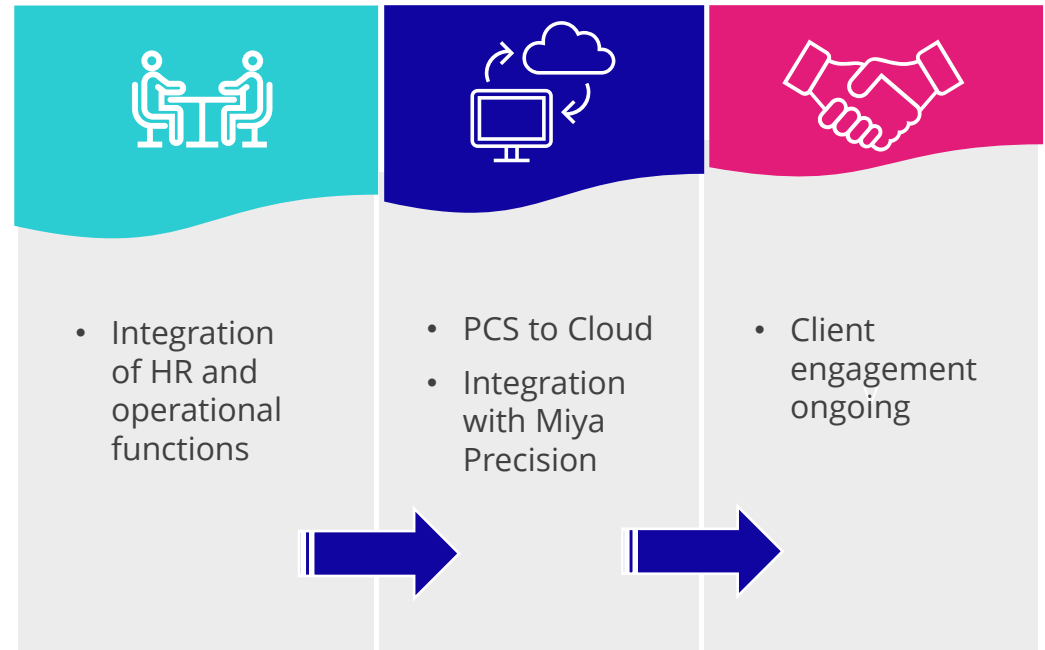 • Integration
of HR and
operational
functions
• PCS to Cloud
• Integration
with Miya
Precision
• Client
engagement
ongoing